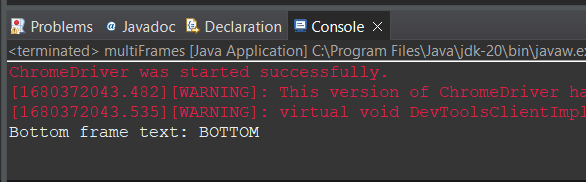 Problems Javadoc Declaration Console
<terminated> multiFrames [Java Application] C:\Program Files\Java\jdk-20\bin\javaw.ex
ChromeDriver was started successfully.
[1680372043.482][WARNING]: This version of ChromeDriver ha
[1680372043.535][WARNING]: virtual void DevToolsClientImpl
Bottom frame text: BOTTOM